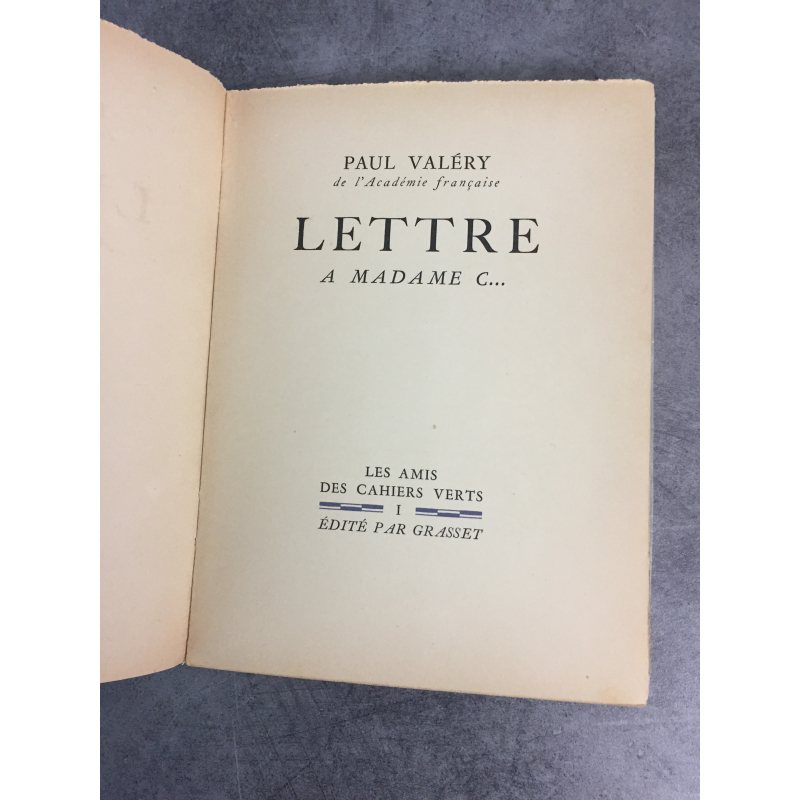 PAUL VALÉRY
de l'Académie française
LETTRE
A MADAME C...
LES AMIS
DES CAHIERS VERTS
I
ÉDITÉ PAR GRASSET